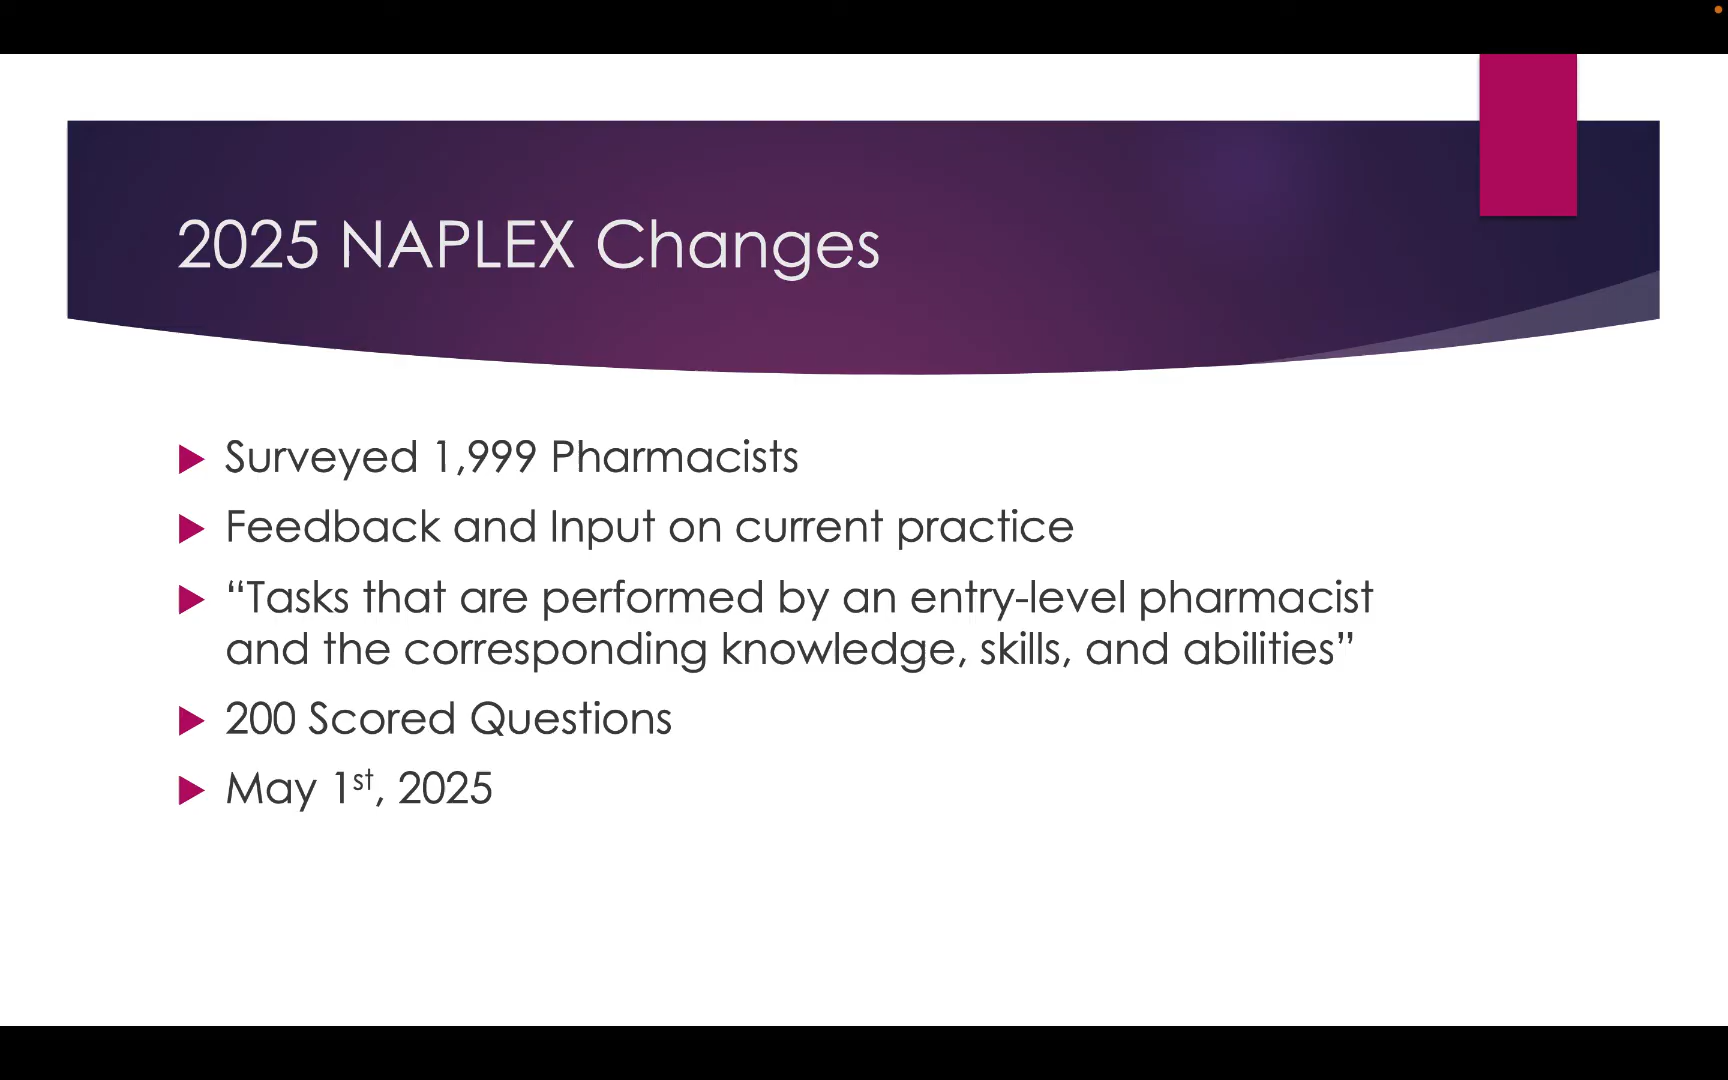 2025 NAPLEX Changes
Surveyed 1,999 Pharmacists
Feedback and Input on current practice
“Tasks that are performed by an entry-level pharmacist
and the corresponding knowledge, skills, and abilities”
200 Scored Questions
May 1st, 2025